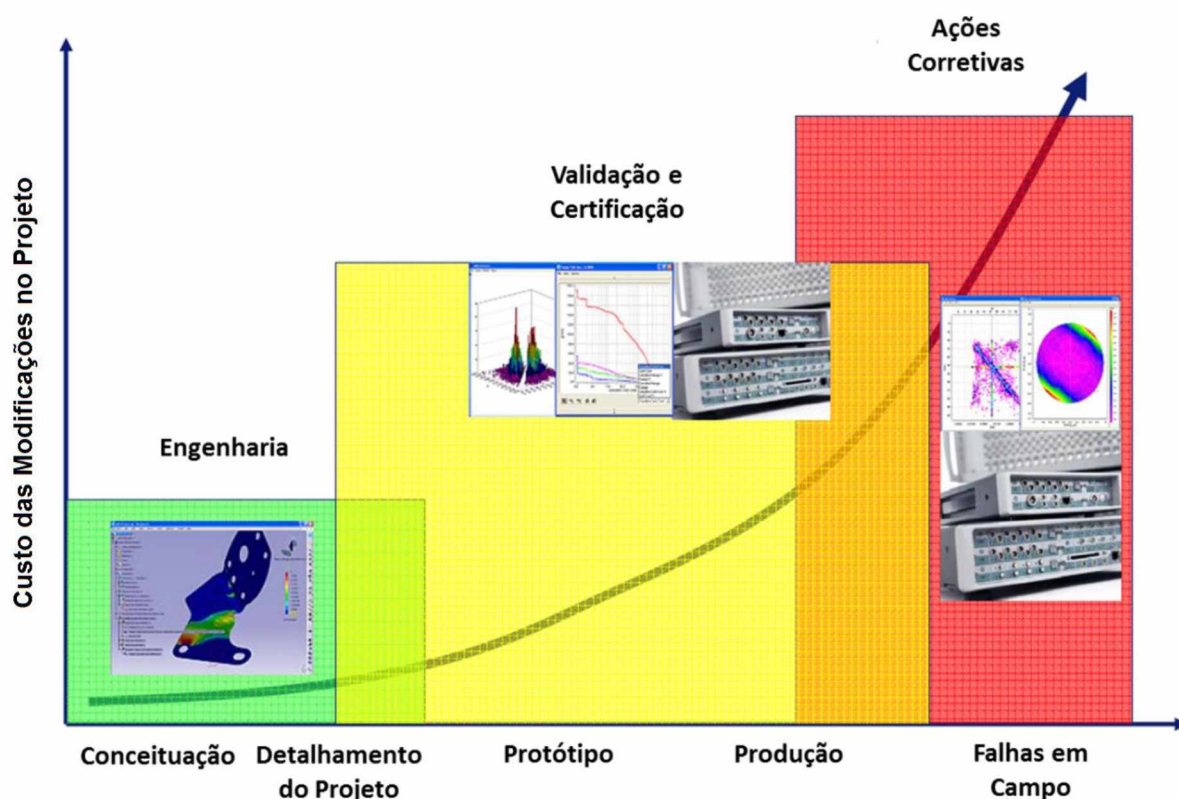 Ações
Corretivas
Validação e
Certificação
Engenharia
Custo das Modificações no Projeto
Conceituação
Detalhamento
do Projeto
Protótipo
Produção
Falhas em
Campo